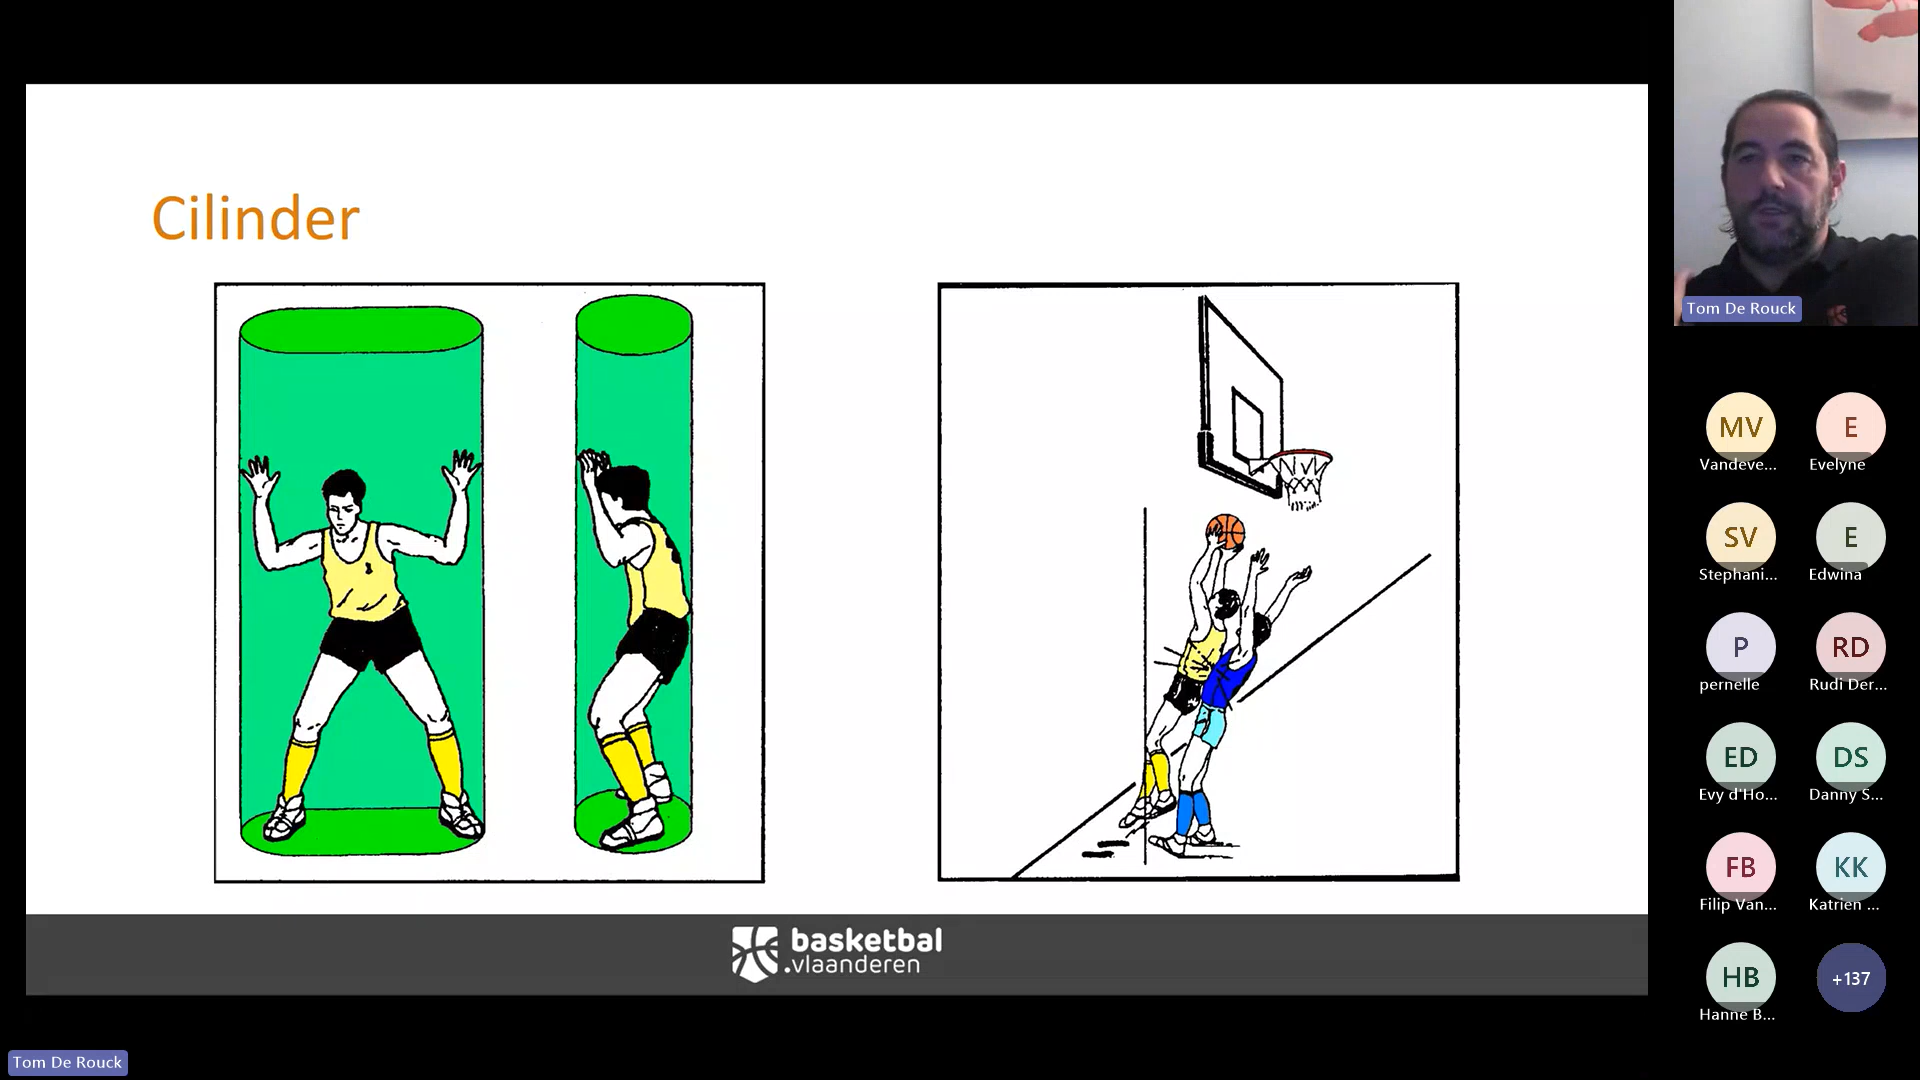 Cilinder
basketbal
.vlaanderen
Tom De Rouck
Tom De Rouck
MV
Vandeve...
E
Evelyne
SV
Stephani...
E
Edwina
P
pernelle
RD
Rudi Der...
ED
Evy d'Ho...
DS
Danny S...
FB
Filip Van...
KK
Katrien ...
HB
Hanne B...
+137